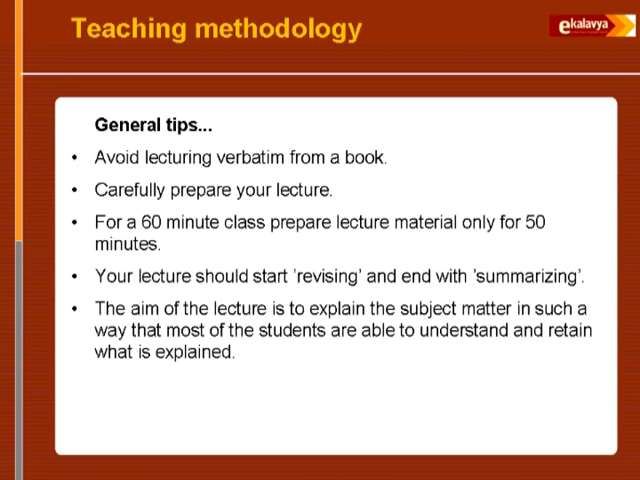 Teaching methodology
ekalavya
General tips...
• Avoid lecturing verbatim from a book.
• Carefully prepare your lecture.
• For a 60 minute class prepare lecture material only for 50
minutes.
• Your lecture should start 'revising' and end with 'summarizing'.
• The aim of the lecture is to explain the subject matter in such a
way that most of the students are able to understand and retain
what is explained.